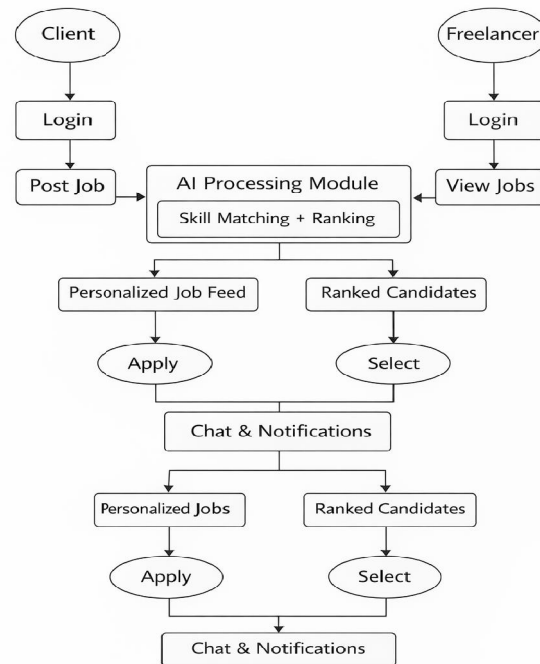 Client
Freelancer
Login
Login
Post Job
AI Processing Module
View Jobs
Skill Matching + Ranking
Personalized Job Feed
Ranked Candidates
Apply
Select
Chat & Notifications
Personalized Jobs
Ranked Candidates
Apply
Select
Chat & Notifications